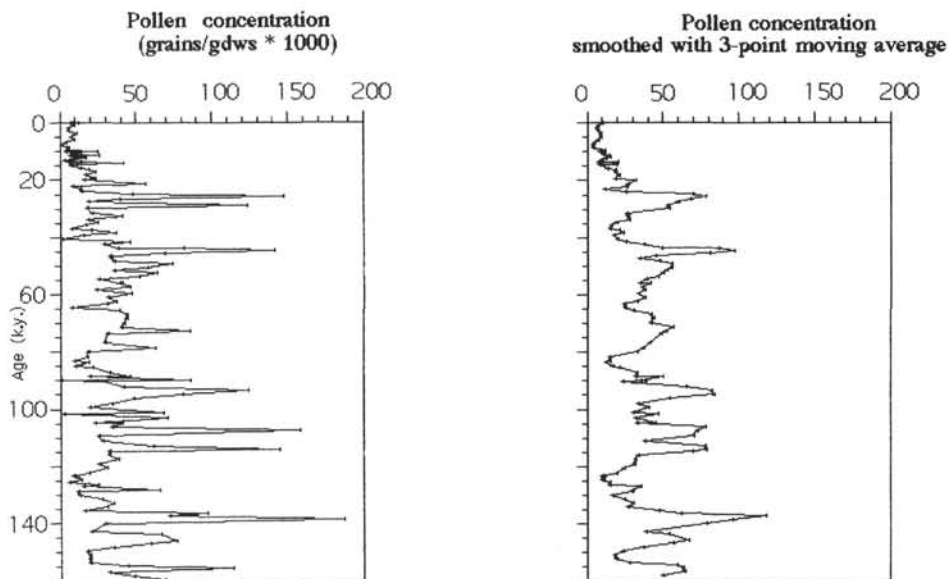 Pollen concentration
(grains/gdws * 1000)
0 50 100 150 200
0
20
60
100
140
Age (k.y.)
Pollen concentration
smoothed with 3-point moving average
0 50 100 150 200